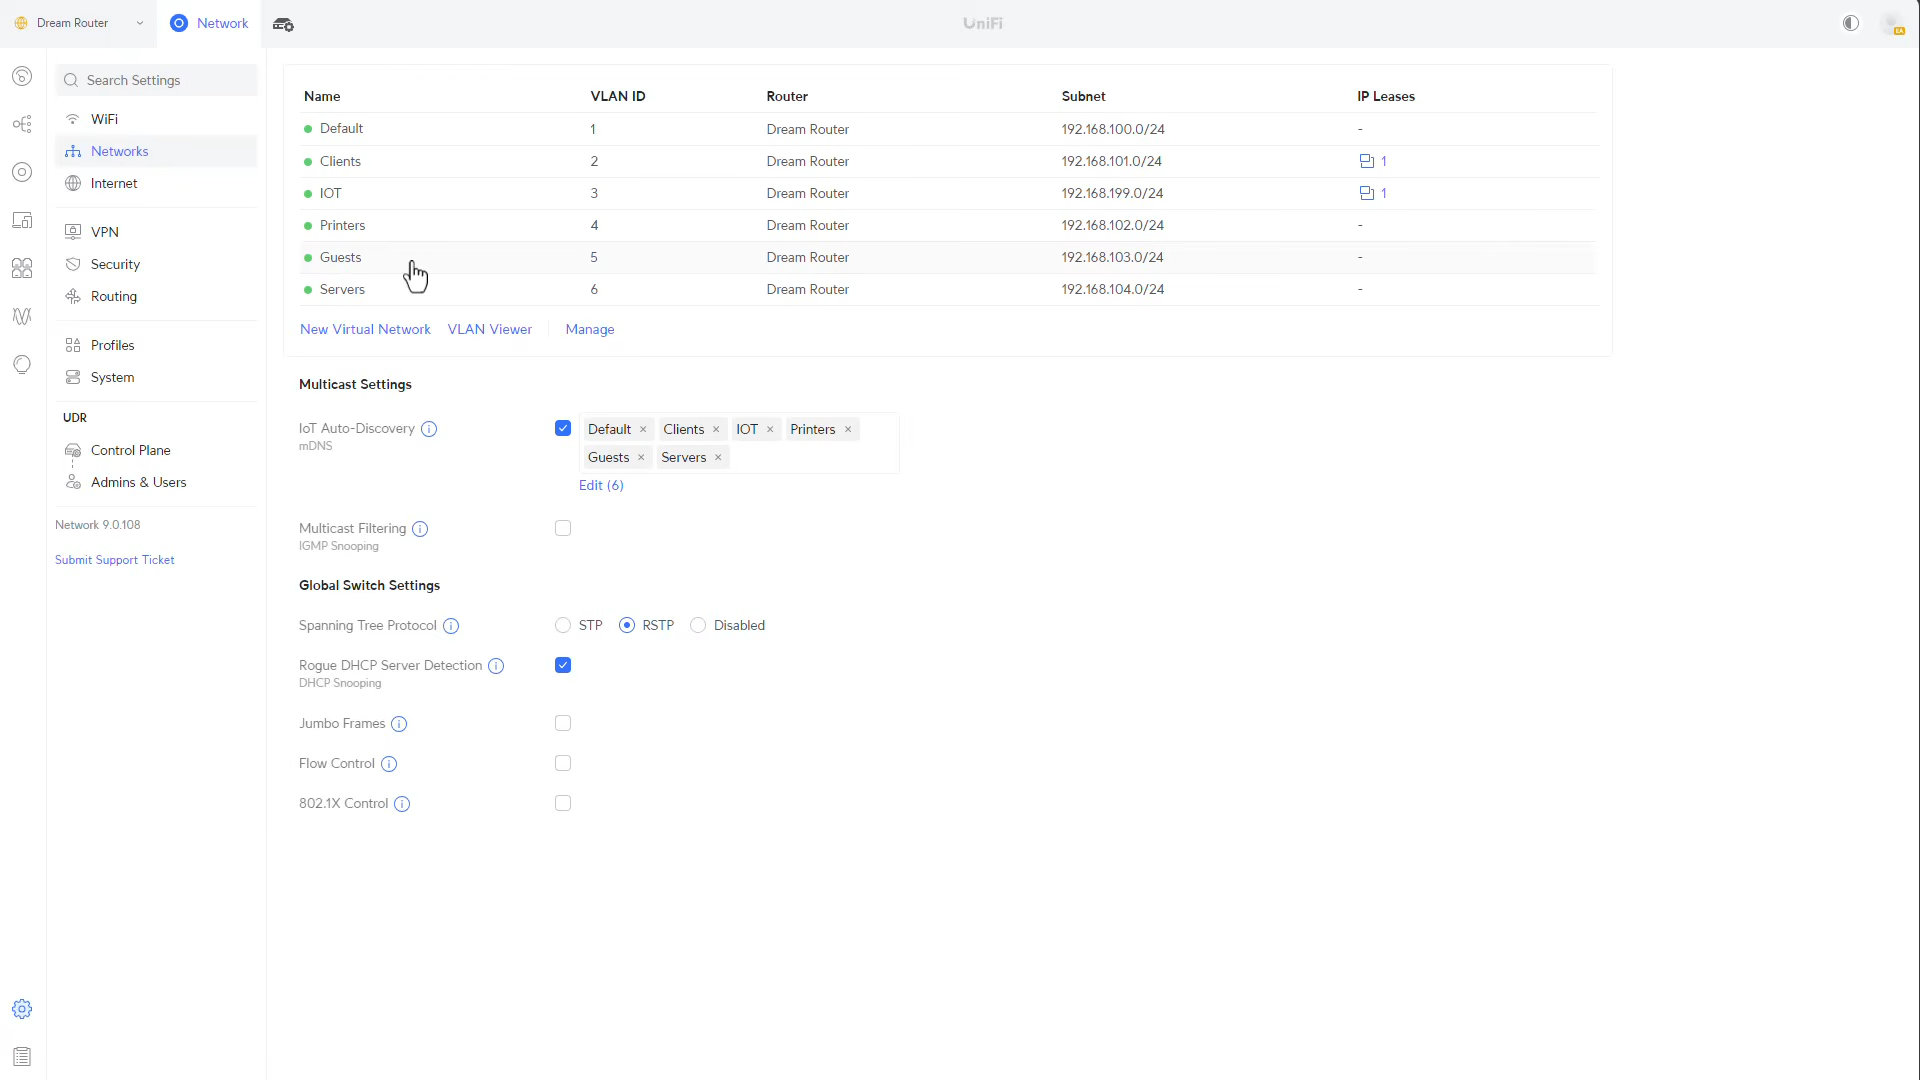 Dream Router
Network
UniFi
Search Settings
WiFi
Networks
Internet
VPN
Security
Routing
Profiles
System
UDR
Control Plane
Admins & Users
Network 9.0.108
Submit Support Ticket
Name VLAN ID Router Subnet IP Leases
Default 1 Dream Router 192.168.100.0/24 -
Clients 2 Dream Router 192.168.101.0/24 1
IOT 3 Dream Router 192.168.199.0/24 1
Printers 4 Dream Router 192.168.102.0/24 -
Guests 5 Dream Router 192.168.103.0/24 -
Servers 6 Dream Router 192.168.104.0/24 -
New Virtual Network VLAN Viewer Manage
Multicast Settings
IoT Auto-Discovery
mDNS
Default × Clients × IOT × Printers ×
Guests × Servers ×
Edit (6)
Multicast Filtering
IGMP Snooping
Global Switch Settings
Spanning Tree Protocol STP RSTP Disabled
Rogue DHCP Server Detection
DHCP Snooping
Jumbo Frames
Flow Control
802.1X Control